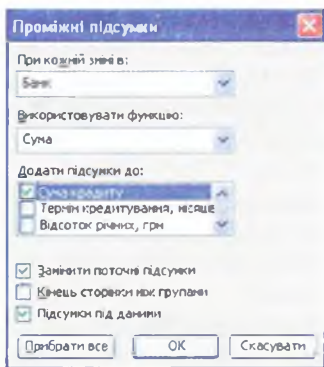 Проміжні підсумки
При кожній зміні в:
Банк
Використовувати функцію:
Сума
Додати підсумки до:
Сума кредиту
Термін кредитування, місяце
Відсоток річних, грн
Замінити поточні підсумки
Кінець сторінки між групами
Підсумки під даними
Прибрати все
ОК
Скасувати